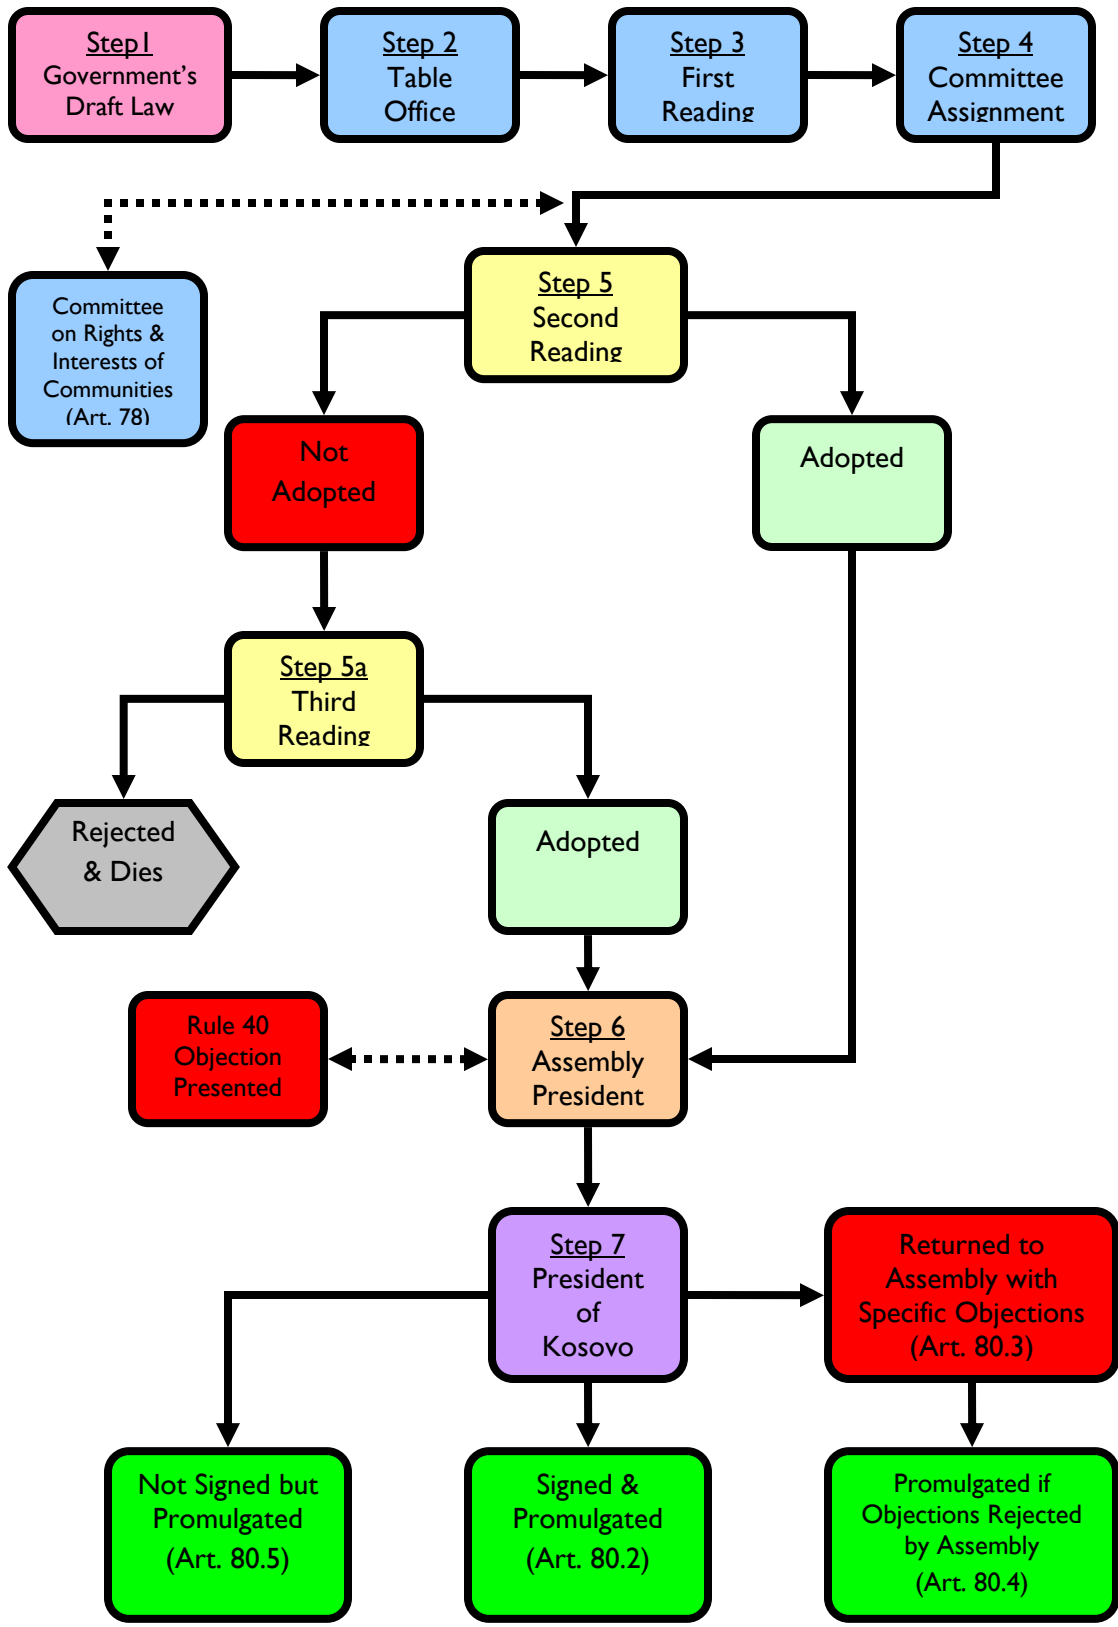 Step1
Government's
Draft Law
Step 2
Table
Office
Step 3
First
Reading
Step 4
Committee
Assignment
Committee
on Rights &
Interests of
Communities
(Art. 78)
Step 5
Second
Reading
Not
Adopted
Adopted
Step 5a
Third
Reading
Rejected
& Dies
Adopted
Rule 40
Objection
Presented
Step 6
Assembly
President
Step 7
President
of
Kosovo
Returned to
Assembly with
Specific Objections
(Art. 80.3)
Not Signed but
Promulgated
(Art. 80.5)
Signed &
Promulgated
(Art. 80.2)
Promulgated if
Objections Rejected
by Assembly
(Art. 80.4)